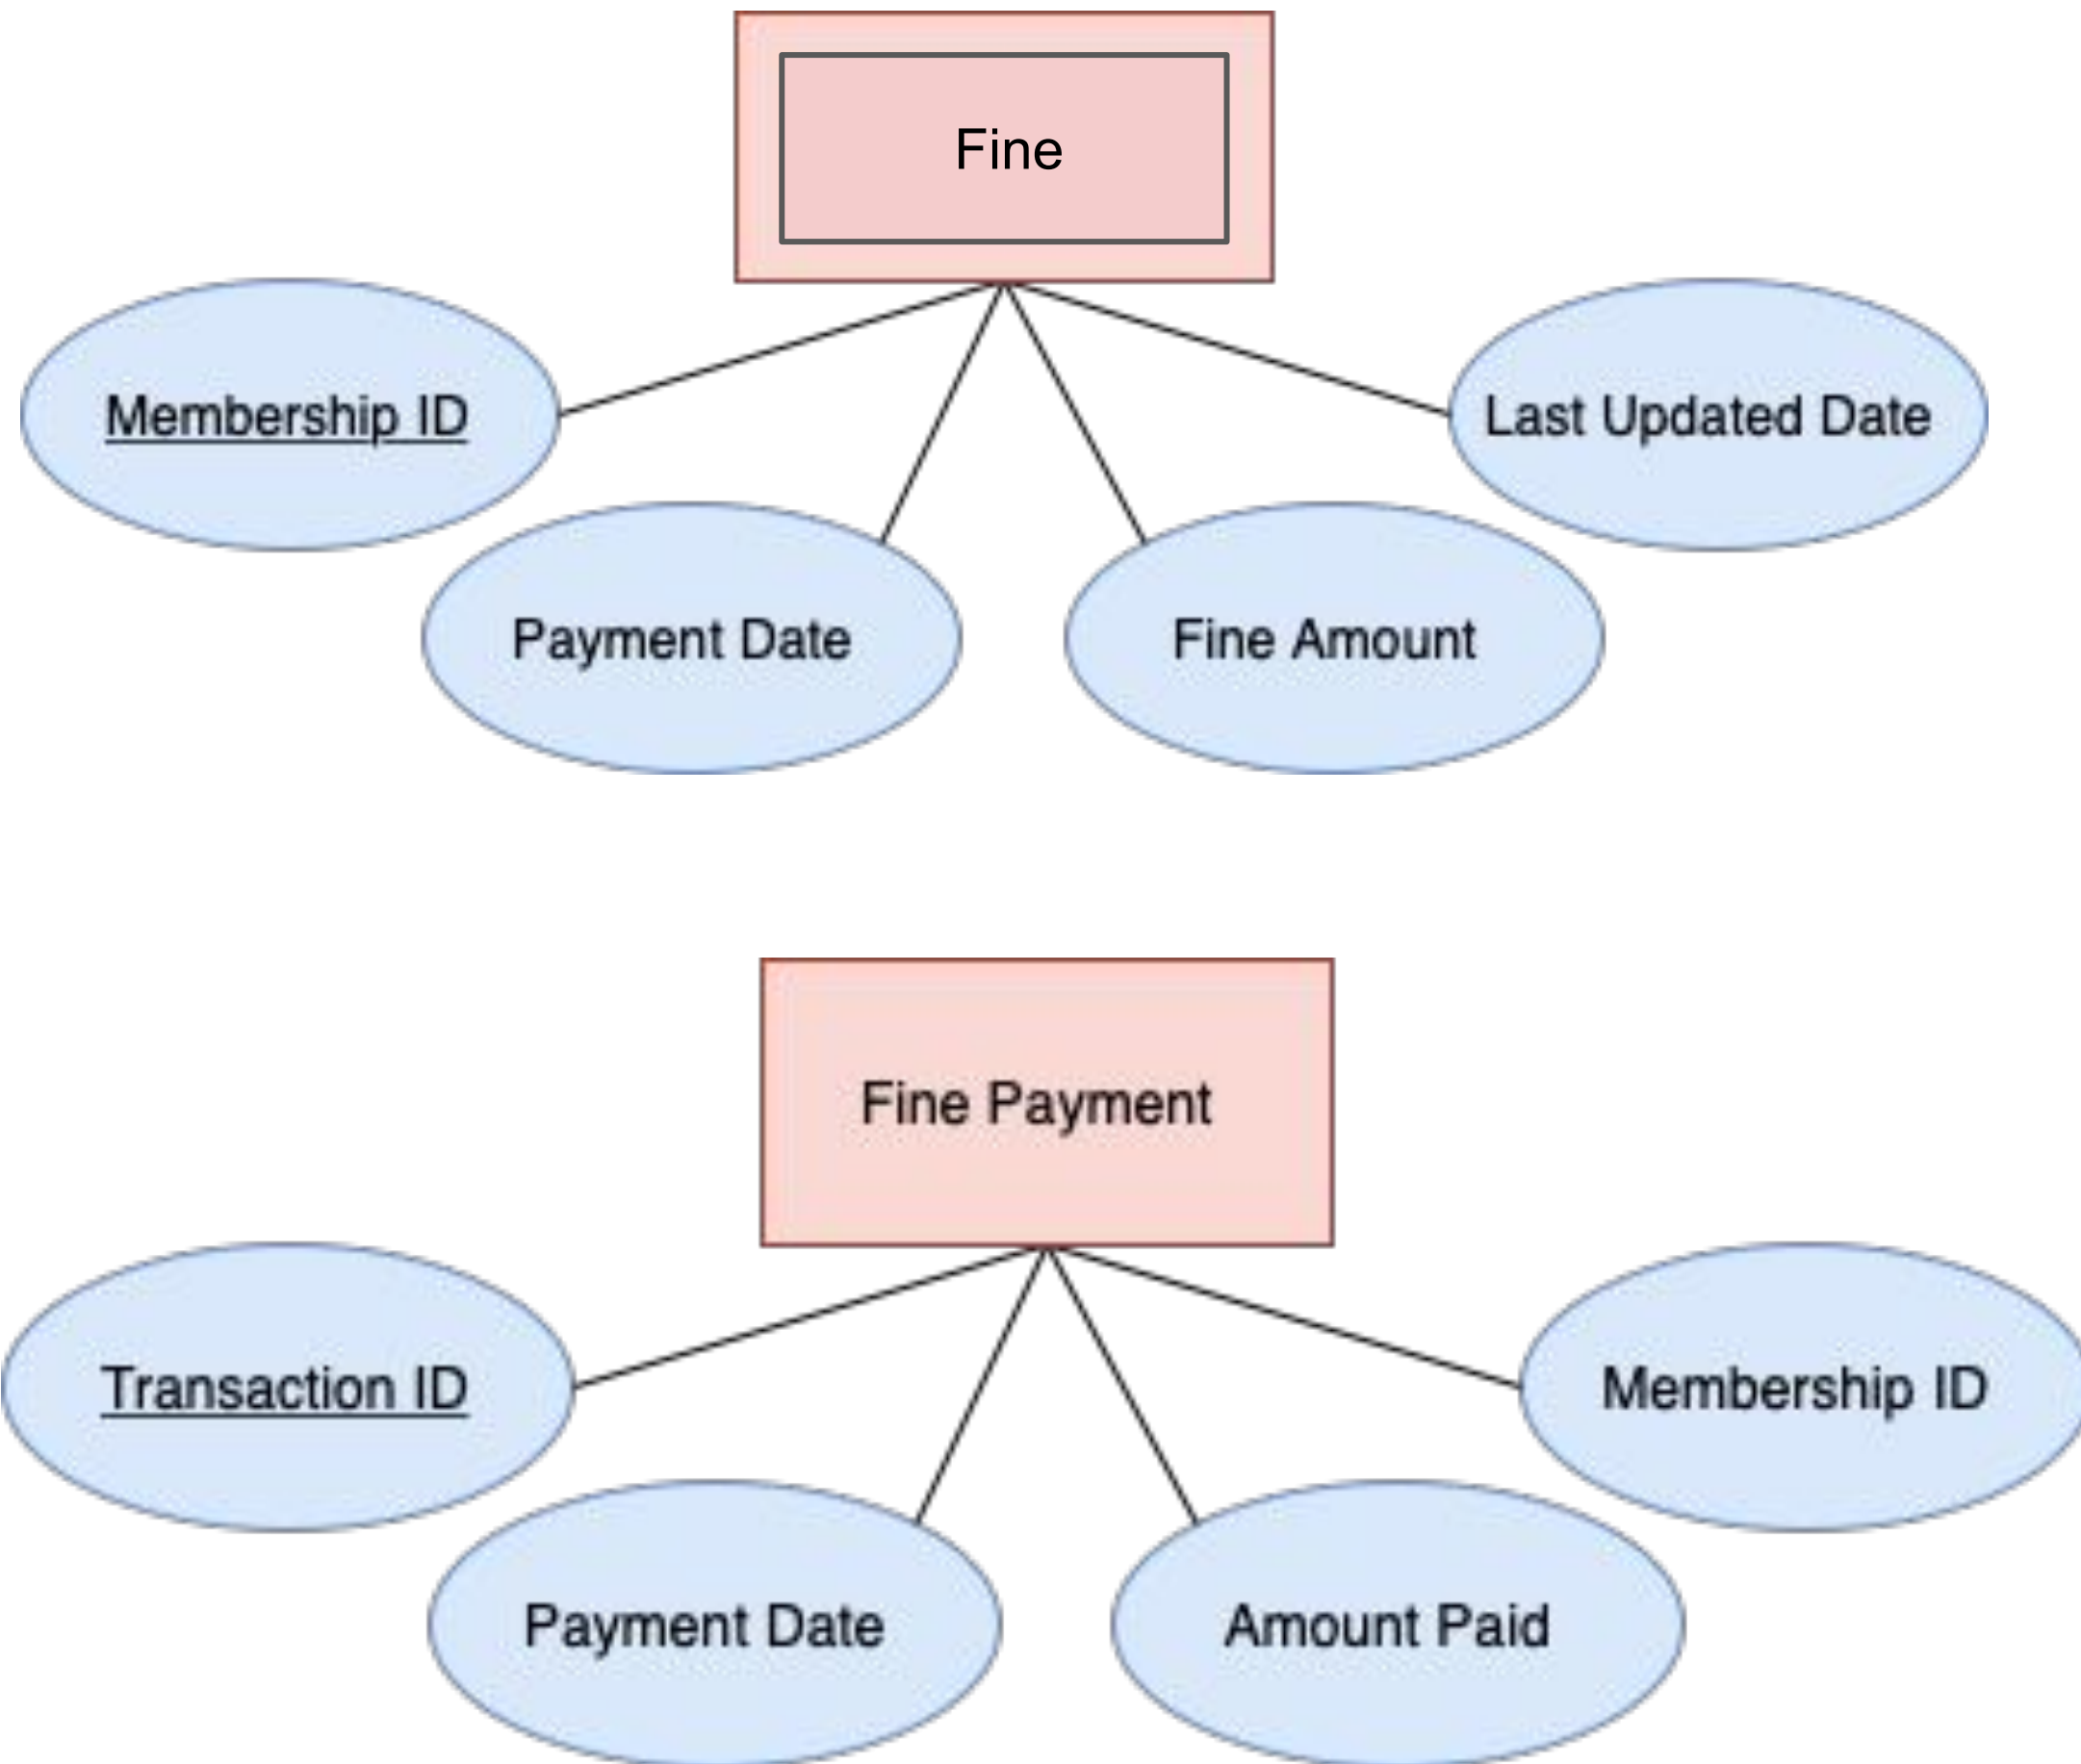 Fine
Membership ID
Last Updated Date
Payment Date
Fine Amount
Fine Payment
Transaction ID
Membership ID
Payment Date
Amount Paid